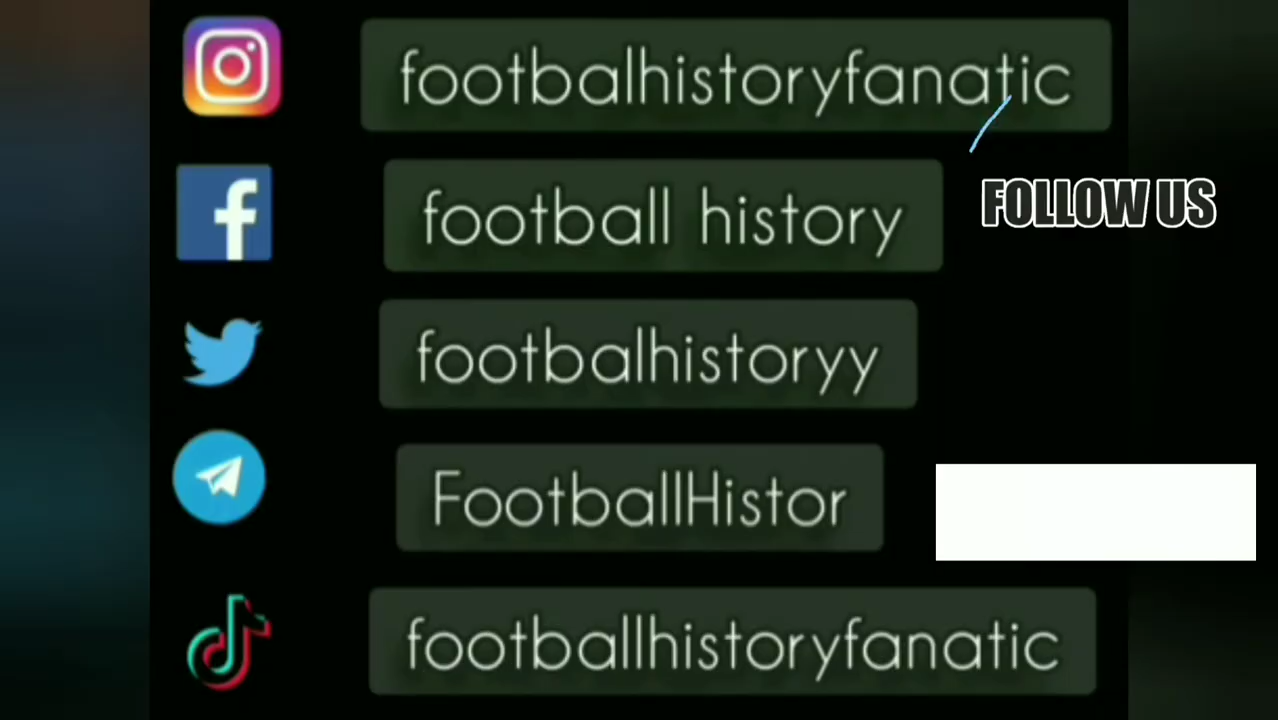 footbalhistoryfanatic
football history
FOLLOW US
footbalhistoryy
FootballHistor
footballhistoryfanatic